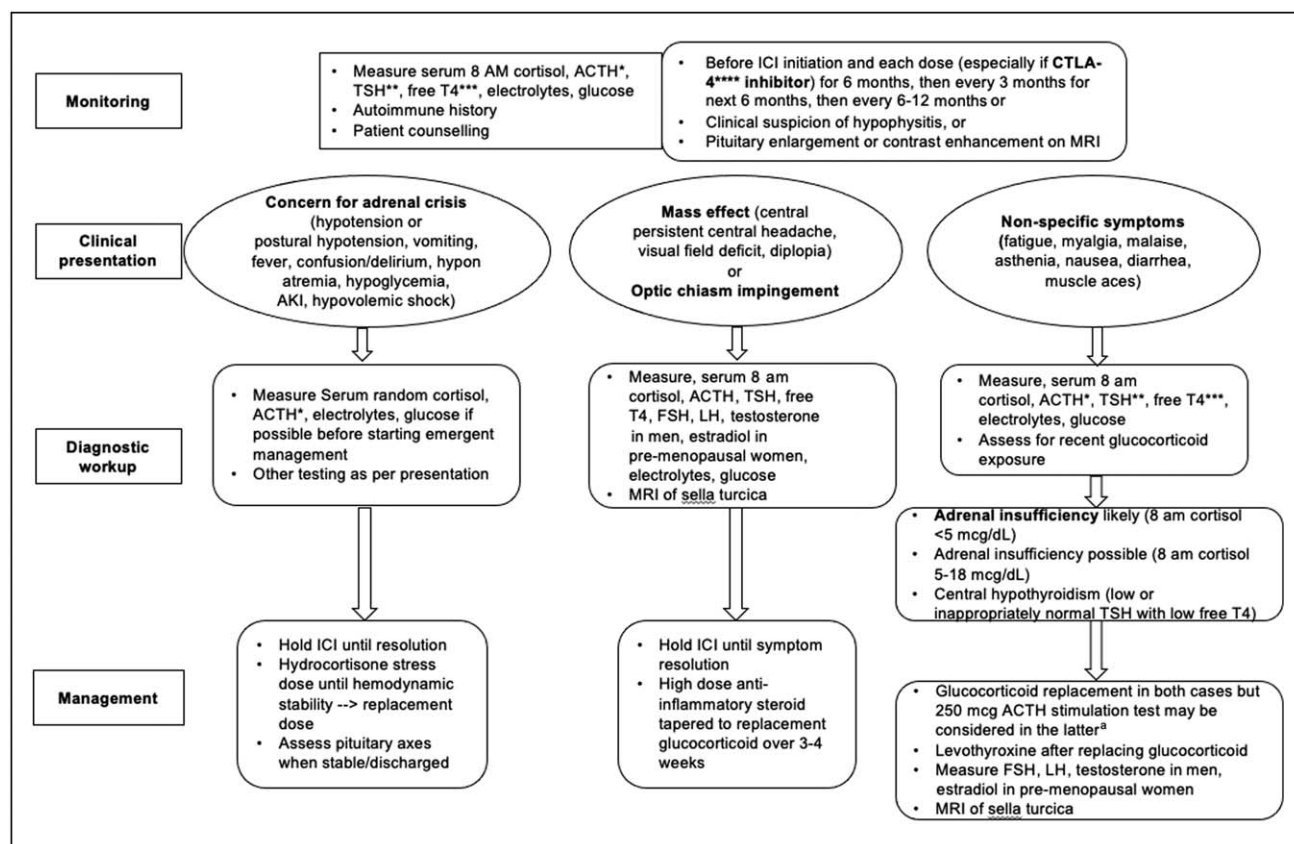 Monitoring
• Measure serum 8 AM cortisol, ACTH*,
TSH**, free T4***, electrolytes, glucose
• Autoimmune history
• Patient counselling
• Before ICI initiation and each dose (especially if CTLA-
4**** inhibitor) for 6 months, then every 3 months for
next 6 months, then every 6-12 months or
• Clinical suspicion of hypophysitis, or
• Pituitary enlargement or contrast enhancement on MRI
Clinical
presentation
Concern for adrenal crisis
(hypotension or
postural hypotension, vomiting,
fever, confusion/delirium, hypon
atremia, hypoglycemia,
AKI, hypovolemic shock)
Mass effect (central
persistent central headache,
visual field deficit, diplopia)
or
Optic chiasm impingement
Non-specific symptoms
(fatigue, myalgia, malaise,
asthenia, nausea, diarrhea,
muscle aces)
Diagnostic
workup
• Measure Serum random cortisol,
ACTH*, electrolytes, glucose if
possible before starting emergent
management
• Other testing as per presentation
• Measure, serum 8 am
cortisol, ACTH, TSH, free
T4, FSH, LH, testosterone
in men, estradiol in
pre-menopausal women,
electrolytes, glucose
• MRI of sella turcica
• Measure, serum 8 am
cortisol, ACTH*, TSH**, free T4***,
electrolytes, glucose
• Assess for recent glucocorticoid
exposure
• Adrenal insufficiency likely (8 am cortisol
<5 mcg/dL)
• Adrenal insufficiency possible (8 am cortisol
5-18 mcg/dL)
• Central hypothyroidism (low or
inappropriately normal TSH with low free T4)
Management
• Hold ICI until resolution
• Hydrocortisone stress
dose until hemodynamic
stability --> replacement
dose
• Assess pituitary axes
when stable/discharged
• Hold ICI until symptom
resolution
• High dose anti-
inflammatory steroid
tapered to replacement
glucocorticoid over 3-4
weeks
• Glucocorticoid replacement in both cases but
250 mcg ACTH stimulation test may be
considered in the latterª
• Levothyroxine after replacing glucocorticoid
• Measure FSH, LH, testosterone in men,
estradiol in pre-menopausal women
• MRI of sella turcica